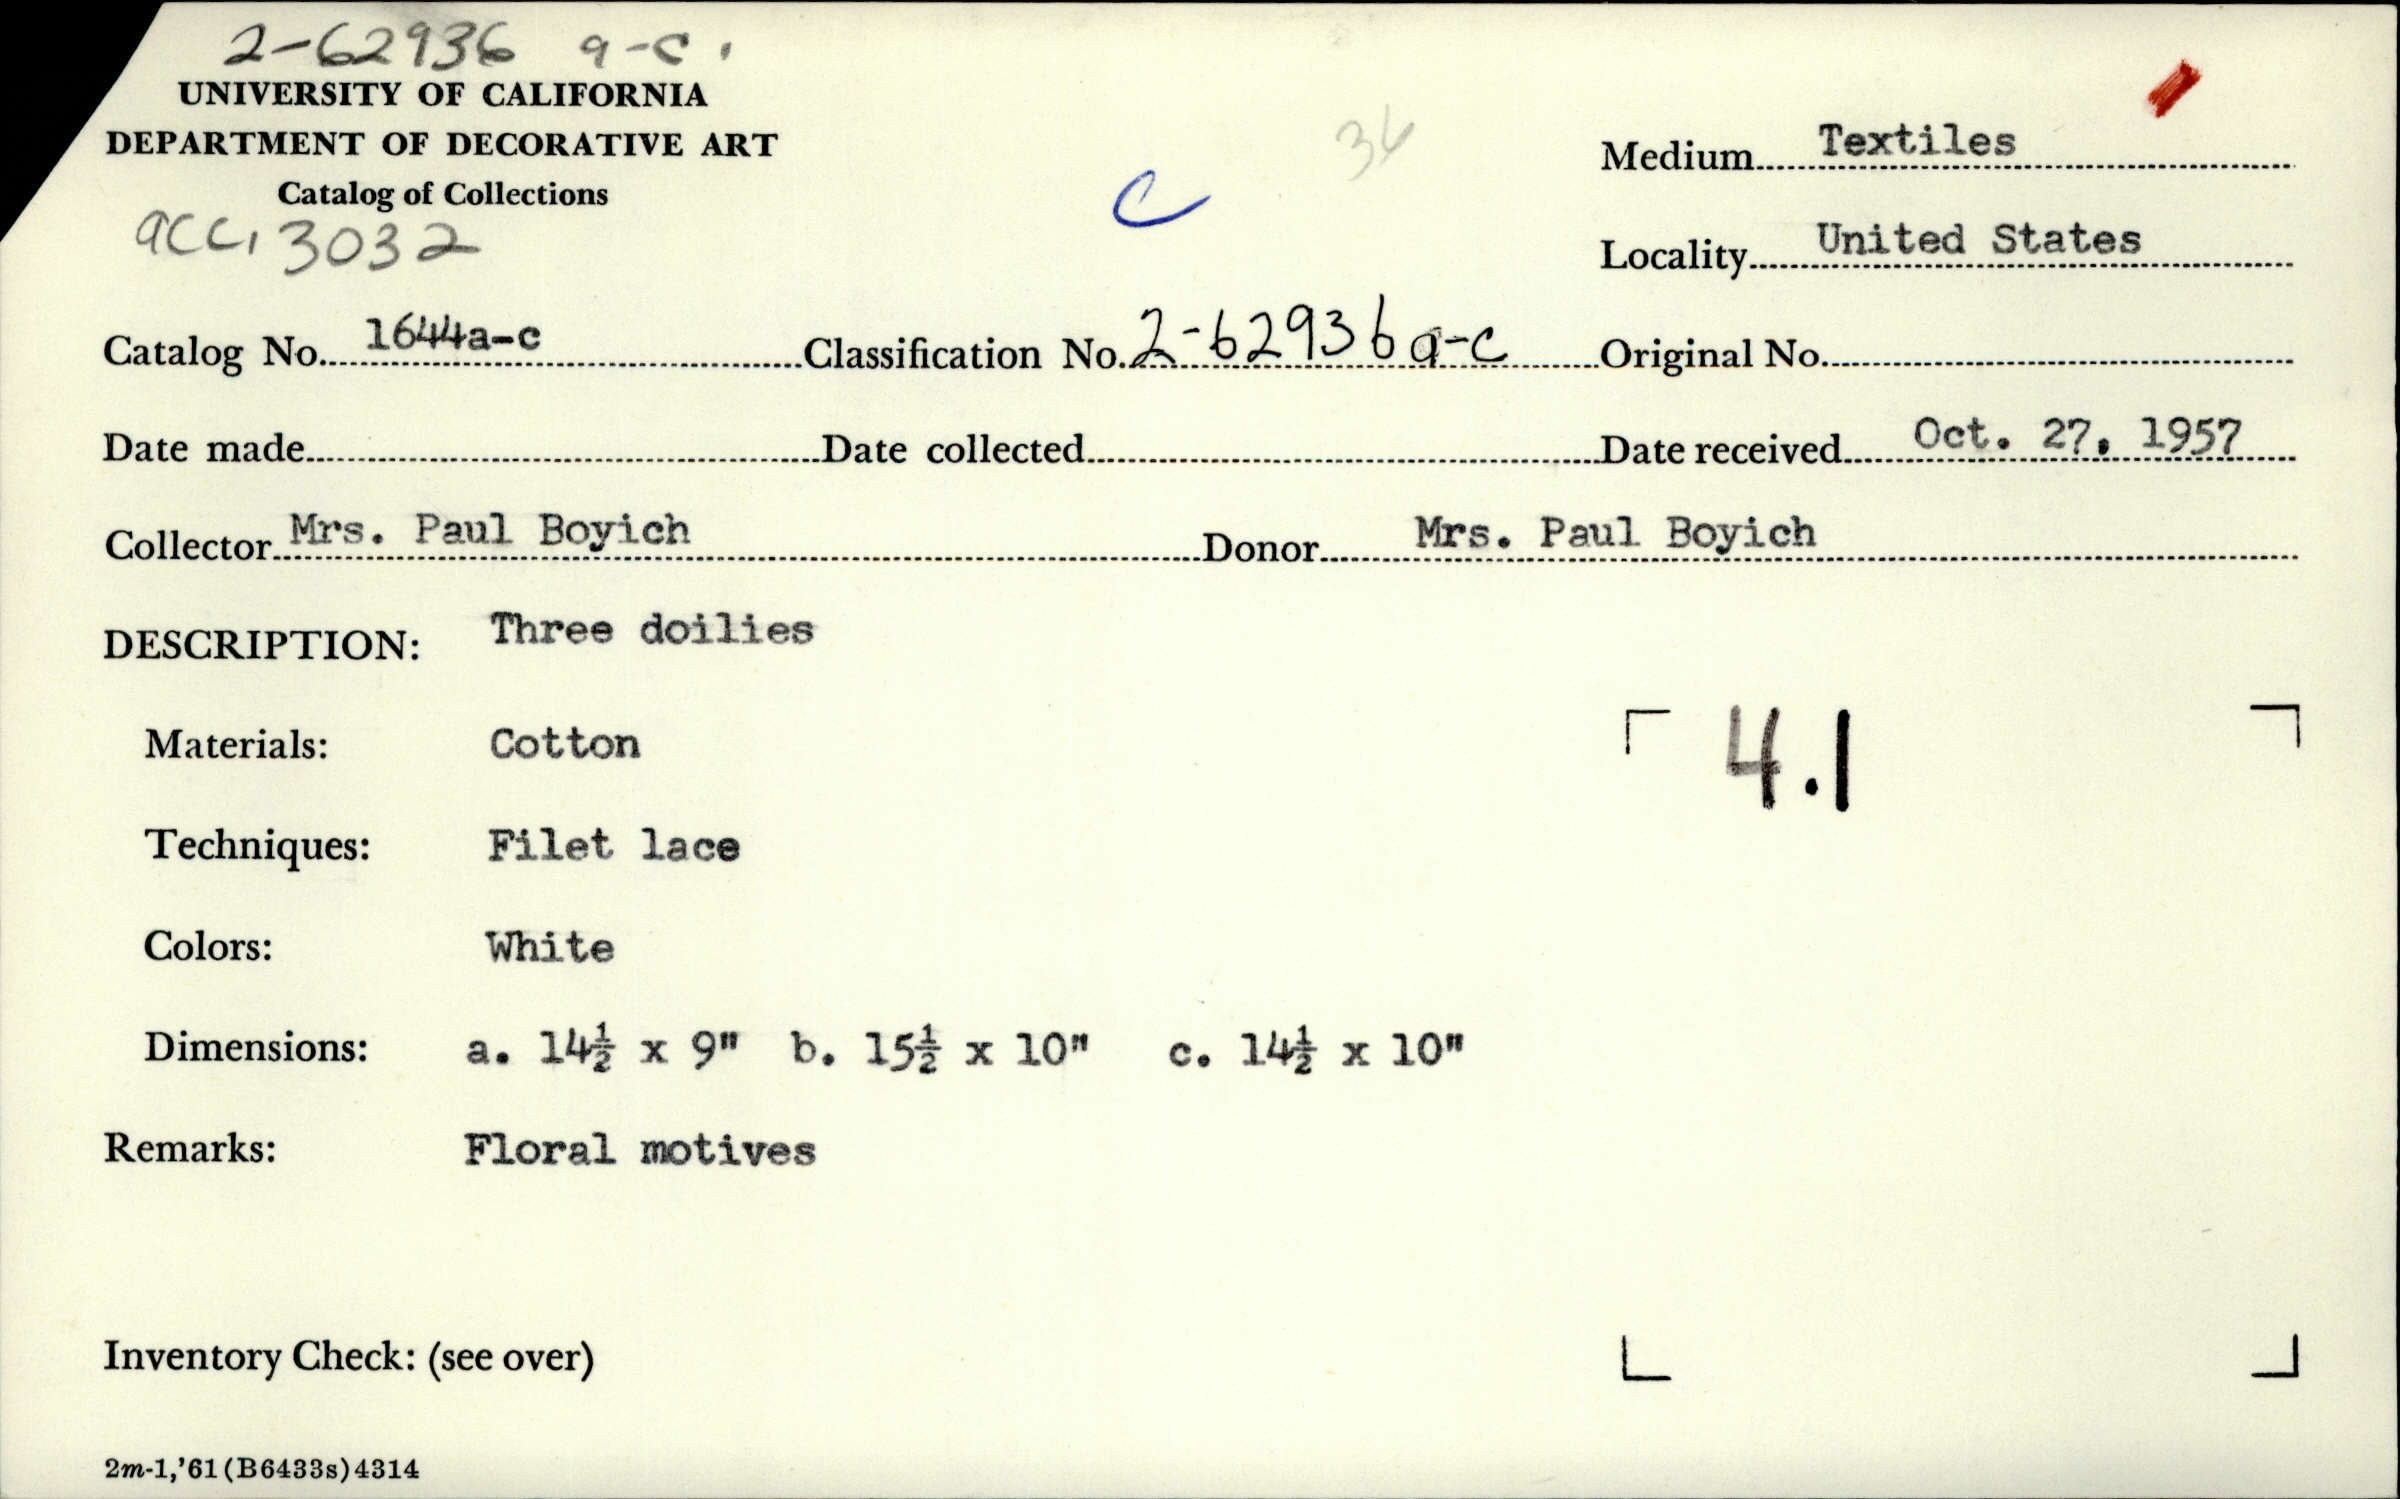 2-62936 a-c.
UNIVERSITY OF CALIFORNIA
DEPARTMENT OF DECORATIVE ART
Catalog of Collections
acc. 3032
C
Medium Textiles
Locality United States
Catalog No. 1644a-c Classification No. 2-62936 a-c Original No.
Date made Date collected Date received Oct. 27, 1957
Collector Mrs. Paul Boyich Donor Mrs. Paul Boyich
DESCRIPTION: Three doilies
Materials: Cotton
4.1
Techniques: Filet lace
Colors: White
Dimensions: a. 14½ x 9" b. 15½ x 10" c. 14½ x 10"
Remarks: Floral motives
Inventory Check: (see over)
2m-1,'61(B6433s)4314